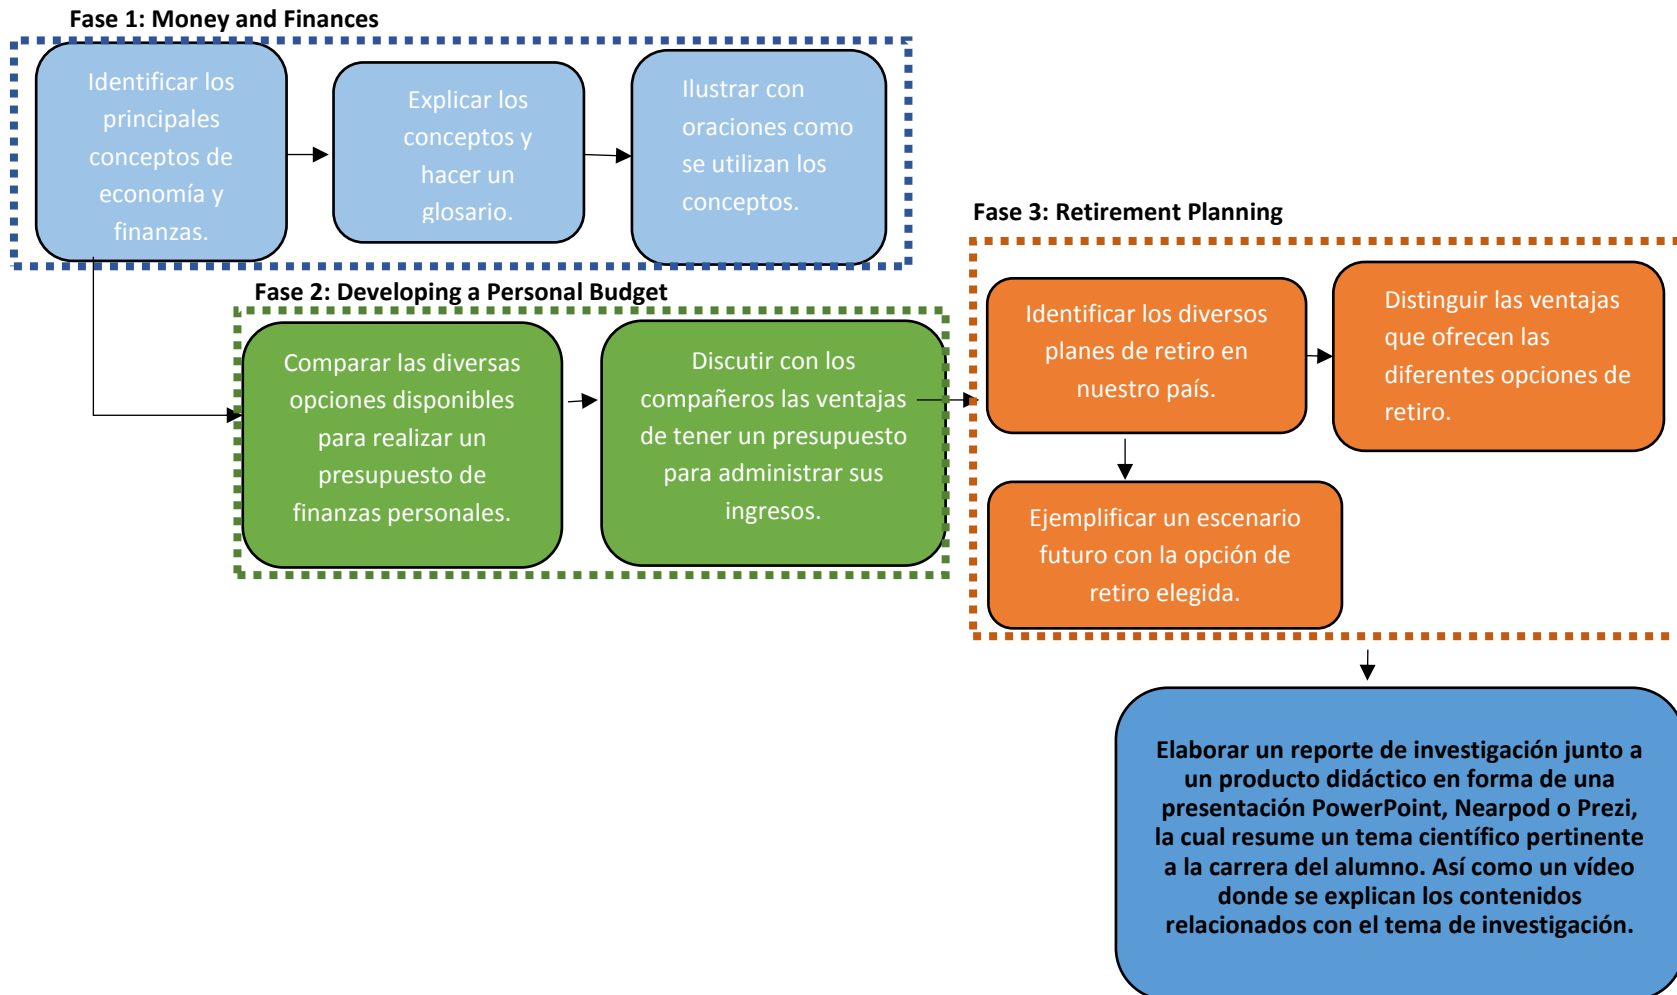 Fase 1: Money and Finances
Identificar los
principales
conceptos de
economía y
finanzas.
Explicar los
conceptos y
hacer un
glosario.
Ilustrar con
oraciones como
se utilizan los
conceptos.
Fase 2: Developing a Personal Budget
Comparar las diversas
opciones disponibles
para realizar un
presupuesto de
finanzas personales.
Discutir con los
compañeros las ventajas
de tener un presupuesto
para administrar sus
ingresos.
Fase 3: Retirement Planning
Identificar los diversos
planes de retiro en
nuestro país.
Distinguir las ventajas
que ofrecen las
diferentes opciones de
retiro.
Ejemplificar un escenario
futuro con la opción de
retiro elegida.
Elaborar un reporte de investigación junto a
un producto didáctico en forma de una
presentación PowerPoint, Nearpod o Prezi,
la cual resume un tema científico pertinente
a la carrera del alumno. Así como un vídeo
donde se explican los contenidos
relacionados con el tema de investigación.